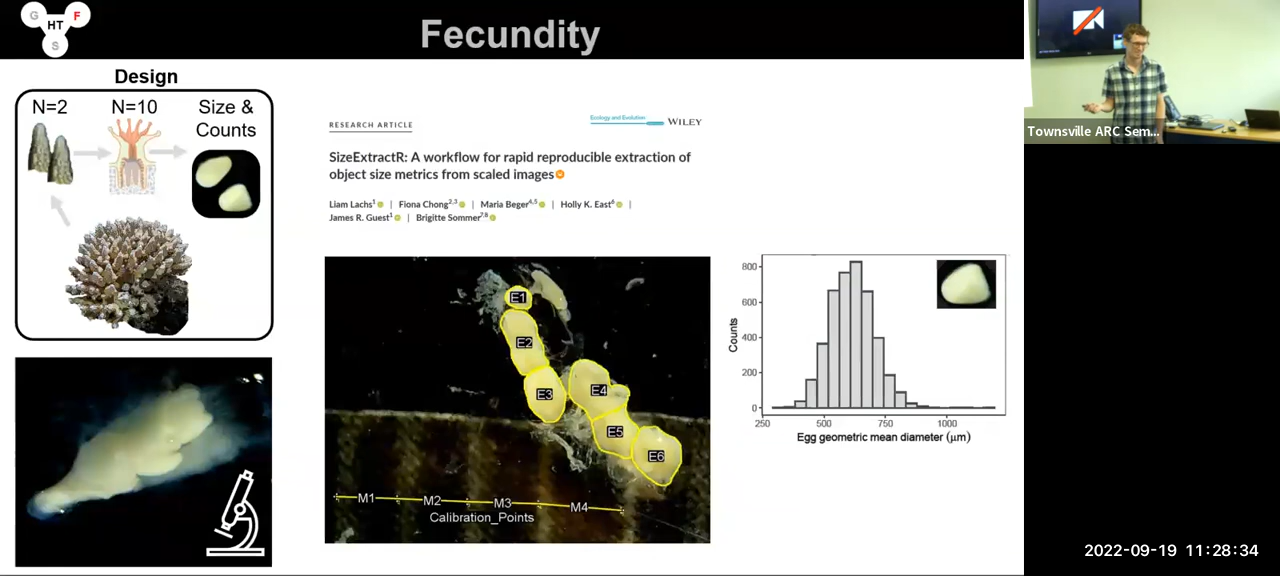 G
HT
F
S
Fecundity
Design
N=2
N=10
Size &
Counts
RESEARCH ARTICLE
Ecology and Evolution
WILEY
SizeExtractR: A workflow for rapid reproducible extraction of
object size metrics from scaled images
Liam Lachs1 | Fiona Chong2,3 | Maria Beger4,5 | Holly K. East6 |
James R. Guest1 | Brigitte Sommer7,8
E1
E2
E3
E4
E5
E6
M1
M2
M3
M4
Calibration_Points
Counts
800
600
400
200
0
250
500
750
1000
Egg geometric mean diameter (μm)
Townsville ARC Sem...
2022-09-19 11:28:34